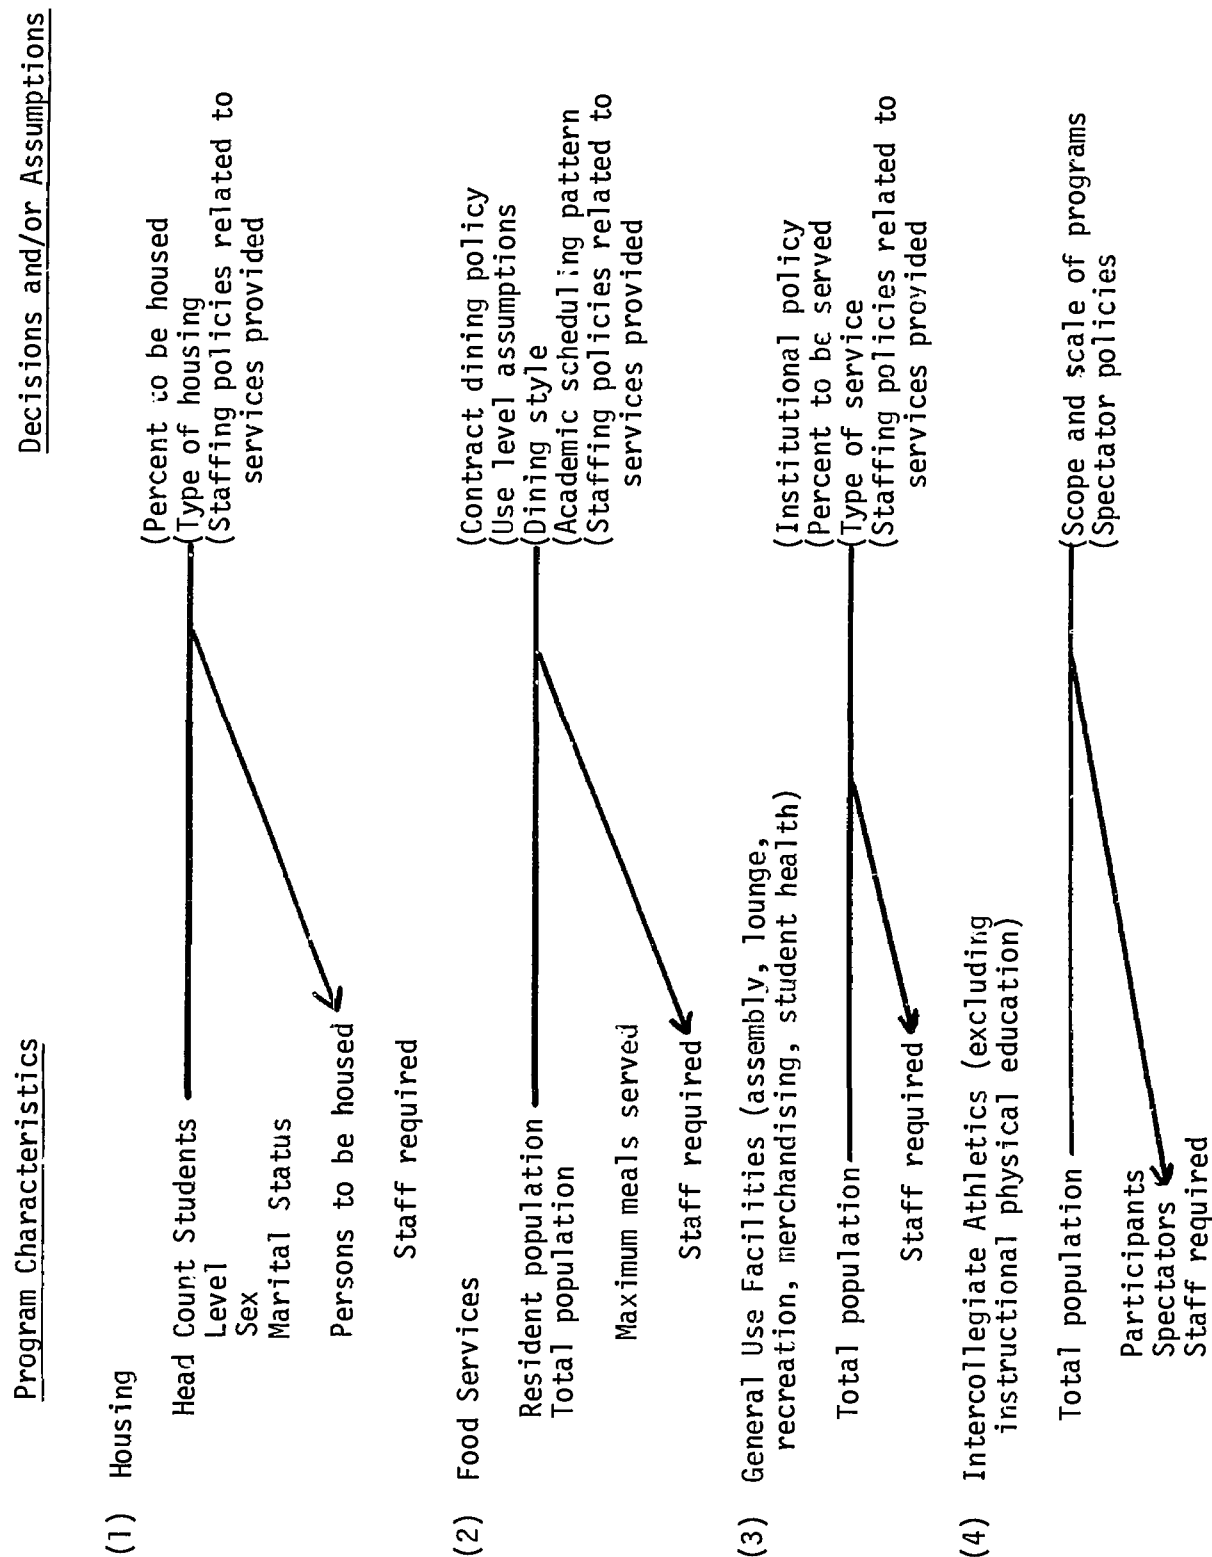 Program Characteristics
Decisions and/or Assumptions
(1) Housing
Head Count Students
Level
Sex
Marital Status
(Percent to be housed
(Type of housing
(Staffing policies related to
services provided
Persons to be housed
Staff required
(2) Food Services
Resident population
Total population
(Contract dining policy
(Use level assumptions
(Dining style
(Academic scheduling pattern
(Staffing policies related to
services provided
Maximum meals served
Staff required
(3) General Use Facilities (assembly, lounge,
recreation, merchandising, student health)
Total population
(Institutional policy
(Percent to be served
(Type of service
(Staffing policies related to
services provided
Staff required
(4) Intercollegiate Athletics (excluding
instructional physical education)
Total population
(Scope and scale of programs
(Spectator policies
Participants
Spectators
Staff required